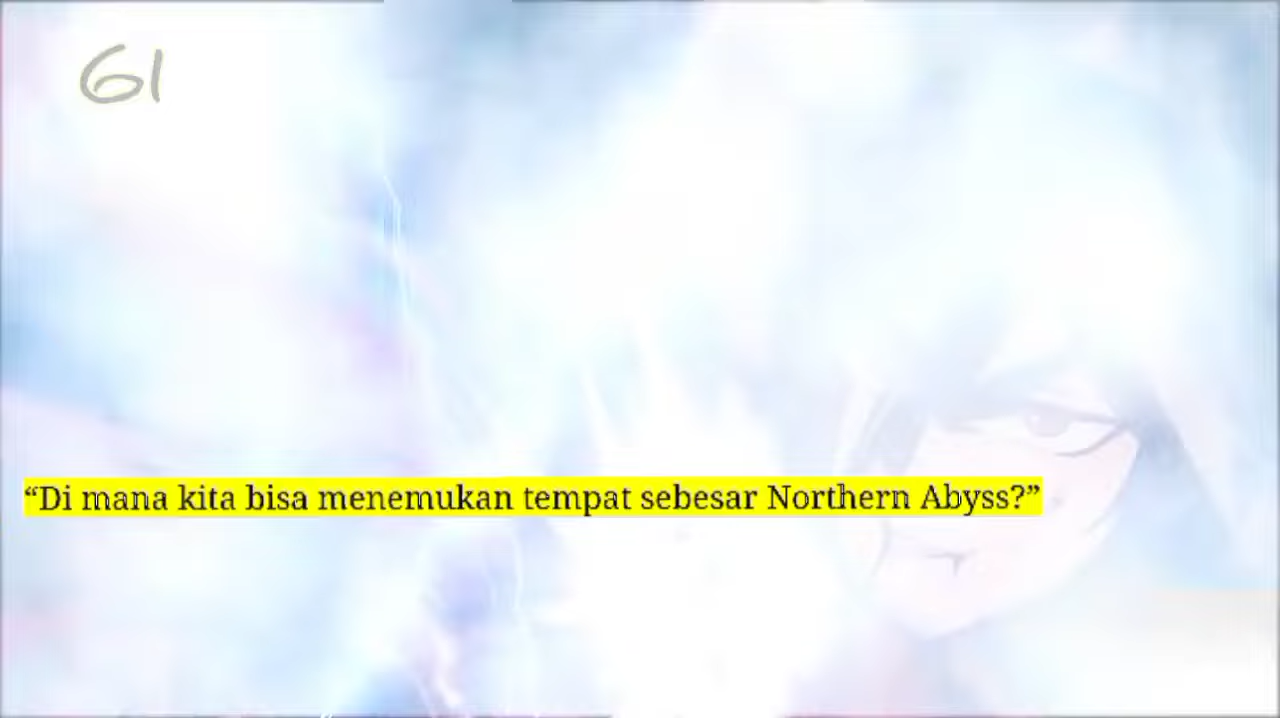 61
“Di mana kita bisa menemukan tempat sebesar Northern Abyss?”